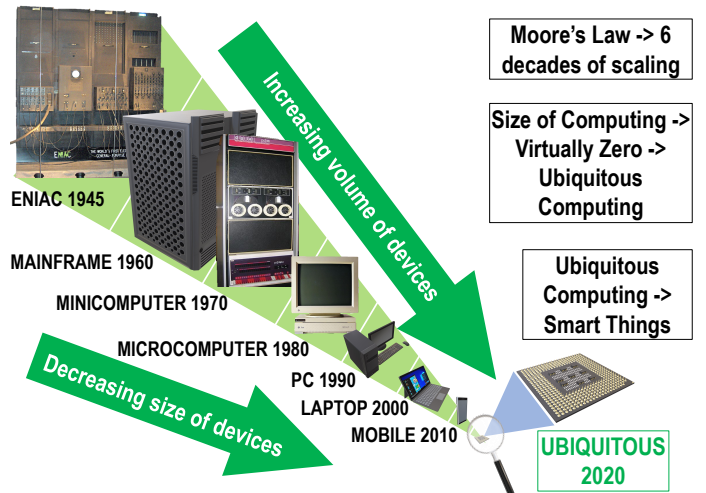 Moore's Law -> 6
decades of scaling
Size of Computing ->
Virtually Zero ->
Ubiquitous
Computing
Ubiquitous
Computing ->
Smart Things
Increasing volume of devices
ENIAC
ENIAC 1945
MAINFRAME 1960
MINICOMPUTER 1970
MICROCOMPUTER 1980
PC 1990
LAPTOP 2000
MOBILE 2010
Decreasing size of devices
UBIQUITOUS
2020